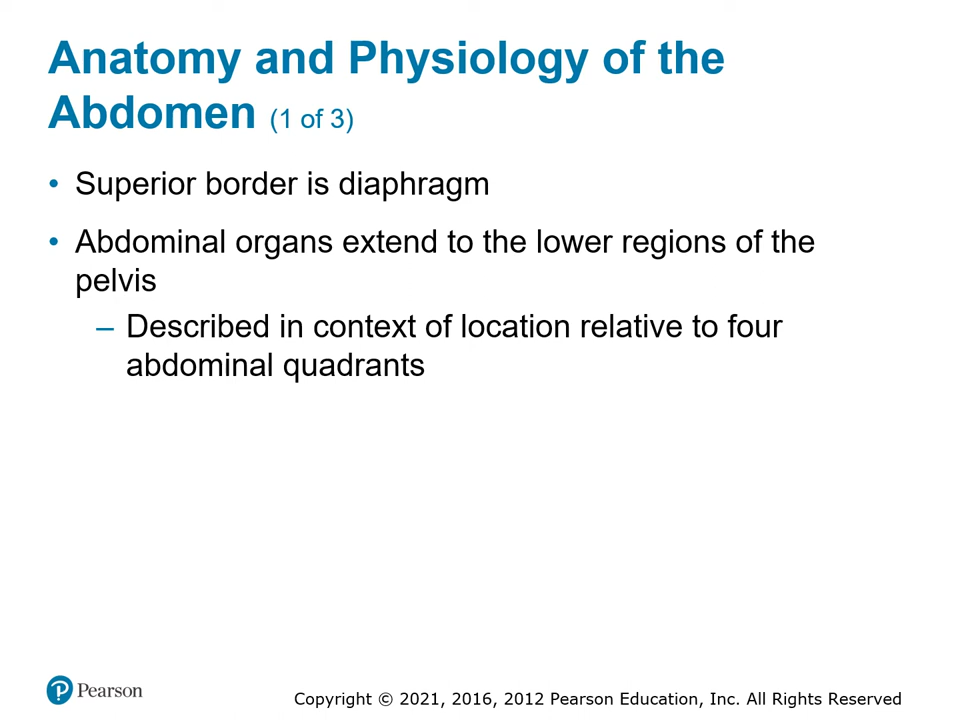 Anatomy and Physiology of the
Abdomen (1 of 3)
• Superior border is diaphragm
• Abdominal organs extend to the lower regions of the
pelvis
– Described in context of location relative to four
abdominal quadrants
Pearson
Copyright © 2021, 2016, 2012 Pearson Education, Inc. All Rights Reserved